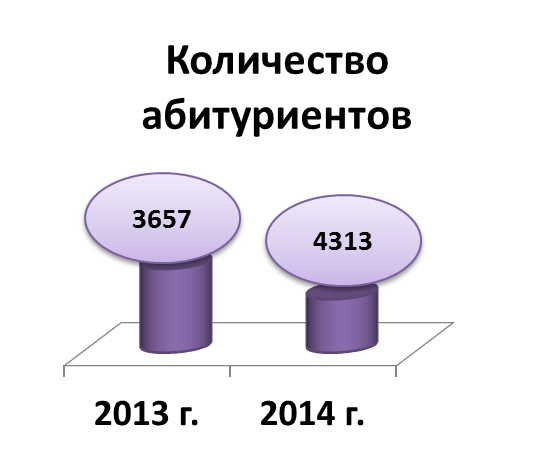 Количество
абитуриентов
3657
4313
2013 г.
2014 г.